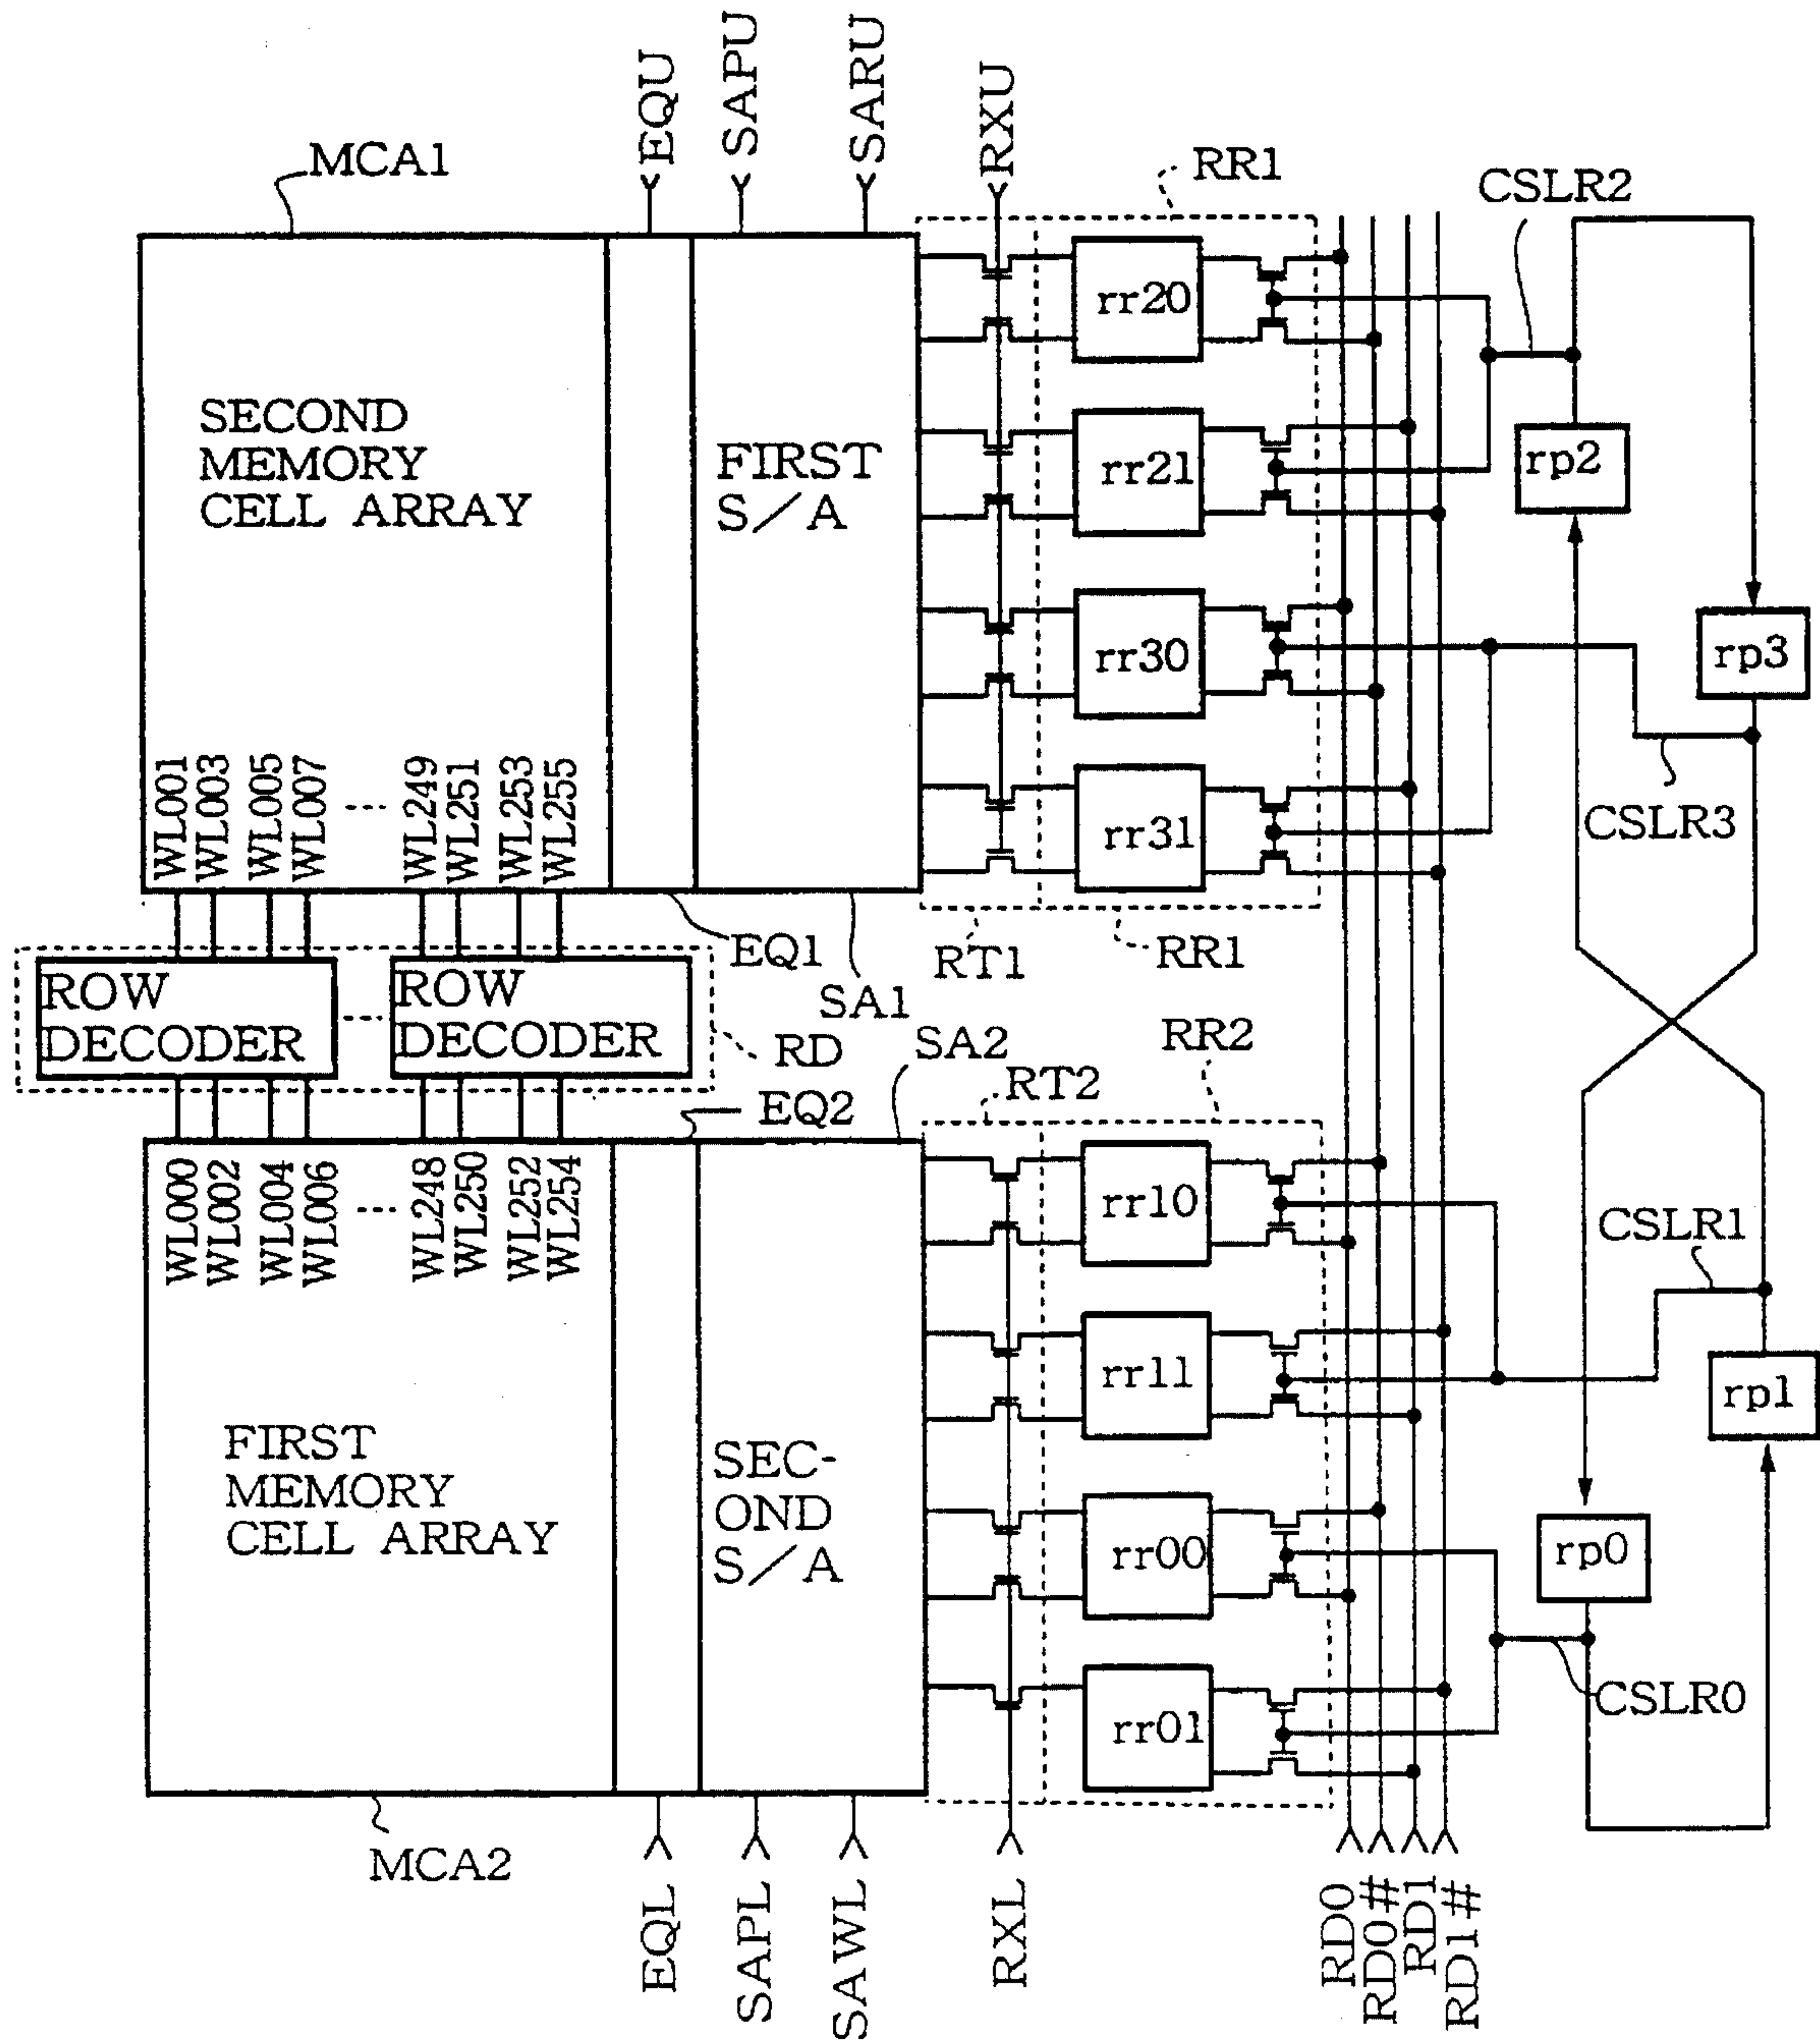 EQU
SAPU
SARU
RXU
MCA1
RR1
CSLR2
SECOND
MEMORY
CELL ARRAY
FIRST
S/A
rr20
rr21
rr30
rr31
rp2
rp3
CSLR3
WL001
WL003
WL005
WL007
----
WL249
WL251
WL253
WL255
EQ1
SA1
RT1
RR1
ROW
DECODER
ROW
DECODER
RD
SA2
EQ2
RT2
RR2
WL000
WL002
WL004
WL006
----
WL248
WL250
WL252
WL254
FIRST
MEMORY
CELL ARRAY
SEC-
OND
S/A
rr10
rr11
rr00
rr01
CSLR1
rp1
rp0
CSLR0
MCA2
EQL
SAPL
SAWL
RXL
RD0
RD0#
RD1
RD1#